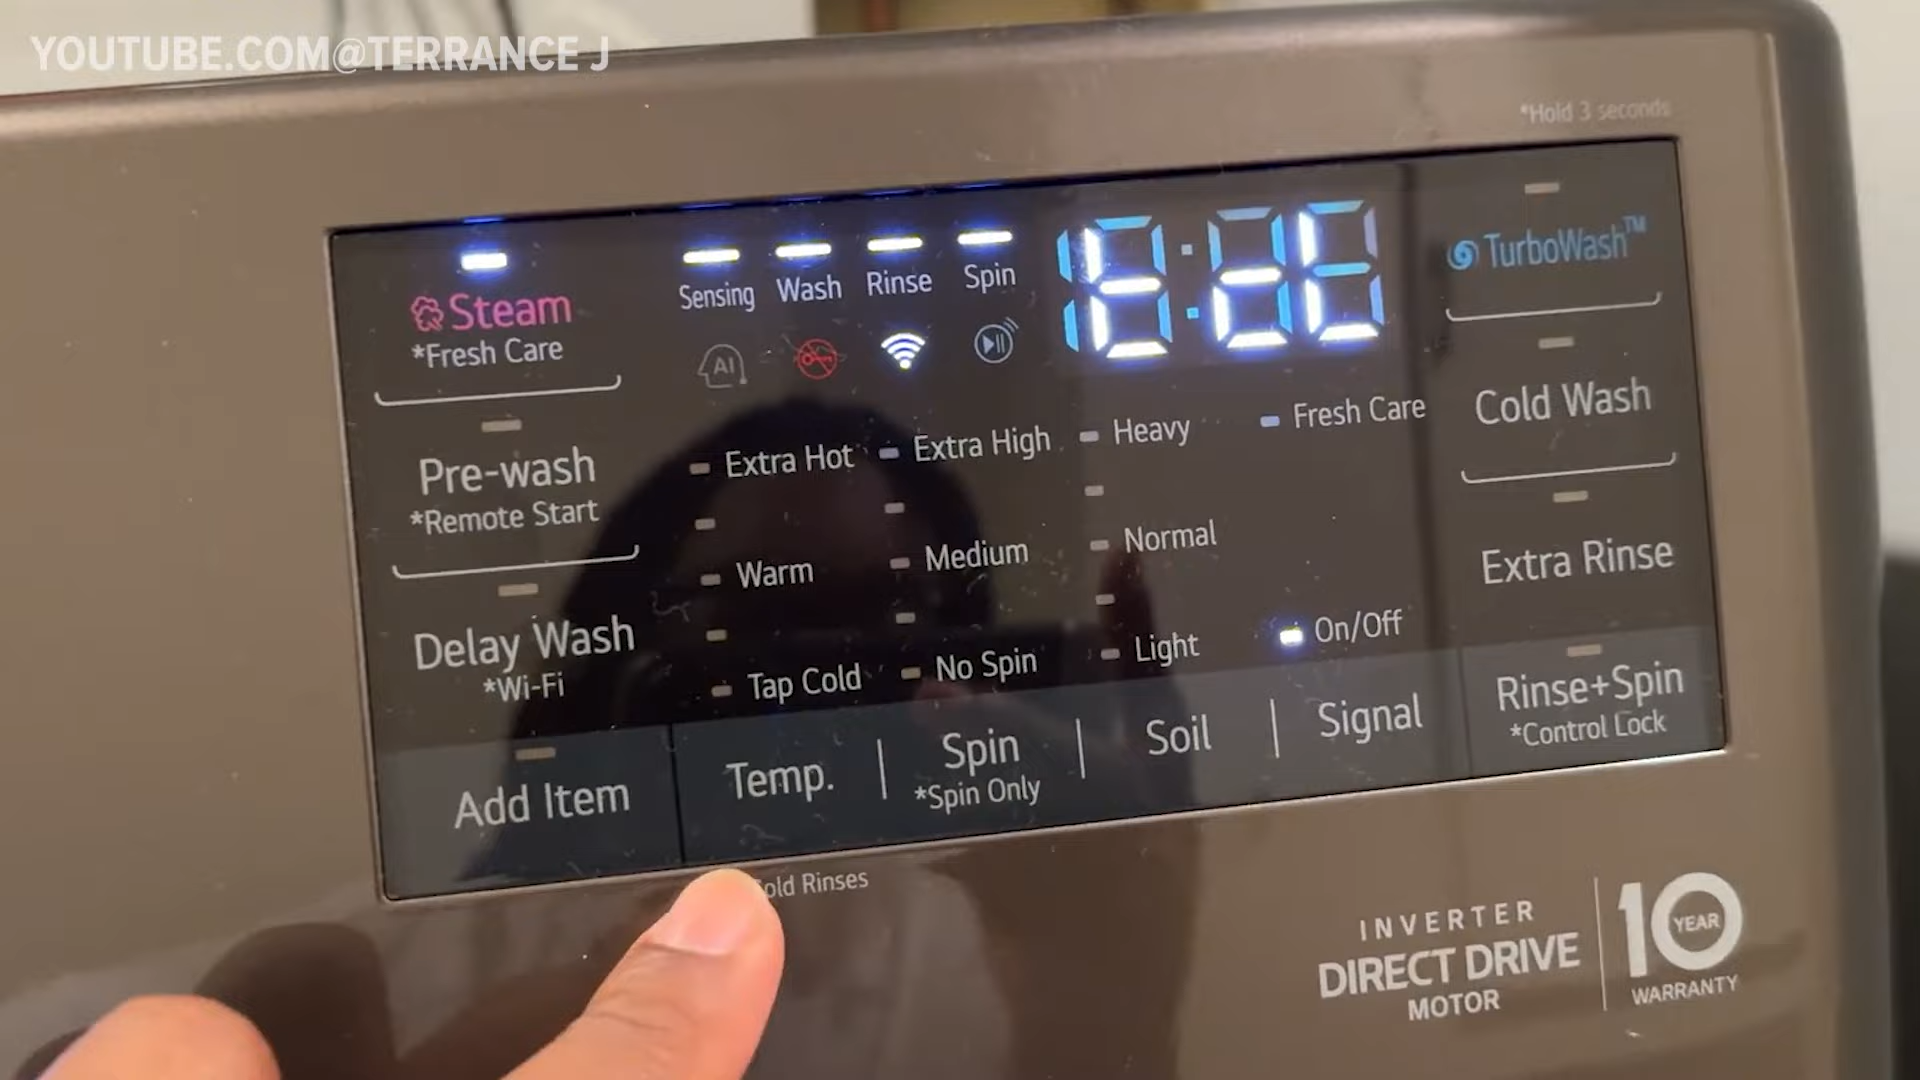 YOUTUBE.COM@TERRANCE J
*Hold 3 seconds
Steam
*Fresh Care
Pre-wash
*Remote Start
Delay Wash
*Wi-Fi
Add Item
Sensing Wash Rinse Spin
AI
tcL
Extra Hot
Warm
Tap Cold
Temp.
Extra High
Medium
No Spin
Spin
*Spin Only
Heavy
Normal
Light
Soil
Fresh Care
On/Off
Signal
TurboWash™
Cold Wash
Extra Rinse
Rinse+Spin
*Control Lock
old Rinses
INVERTER
DIRECT DRIVE
MOTOR
10 YEAR
WARRANTY